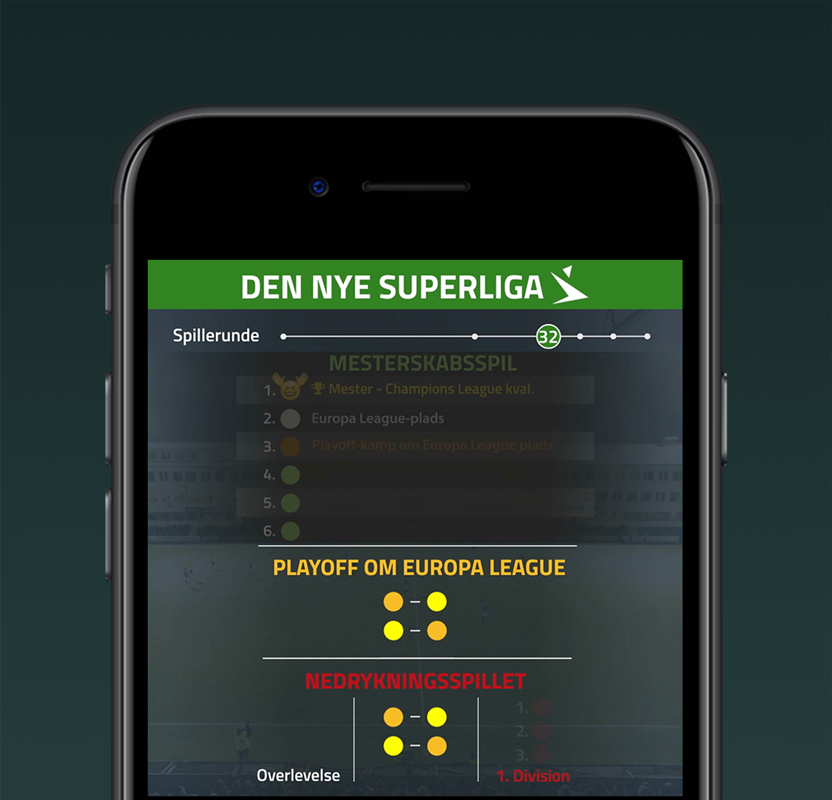 DEN NYE SUPERLIGA
Spillerunde 32
MESTERSKABSSPIL
1. Mester - Champions League kval.
2. Europa League-plads
3. Playoff-kamp om Europa League plads
4.
5.
6.
PLAYOFF OM EUROPA LEAGUE
–
–
NEDRYKNINGSSPILLET
– 1.
– 2.
3.
Overlevelse 1. Division